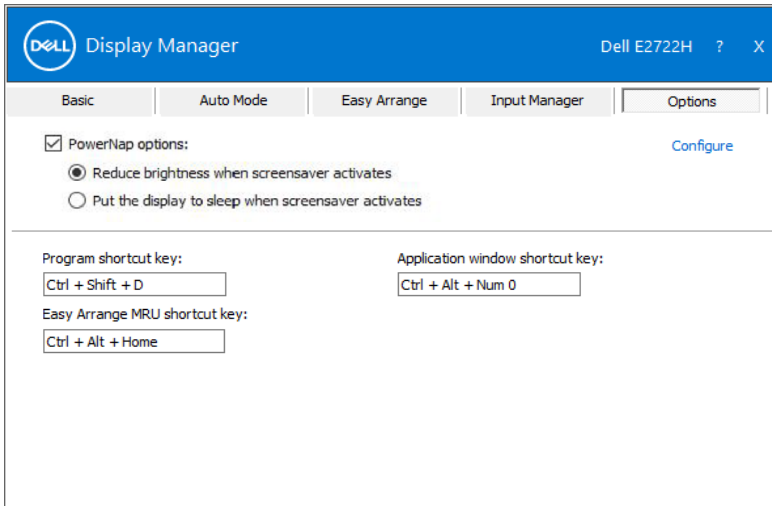 DELL Display Manager Dell E2722H ? X
Basic Auto Mode Easy Arrange Input Manager Options
PowerNap options: Configure
Reduce brightness when screensaver activates
Put the display to sleep when screensaver activates
Program shortcut key: Application window shortcut key:
Ctrl + Shift + D Ctrl + Alt + Num 0
Easy Arrange MRU shortcut key:
Ctrl + Alt + Home